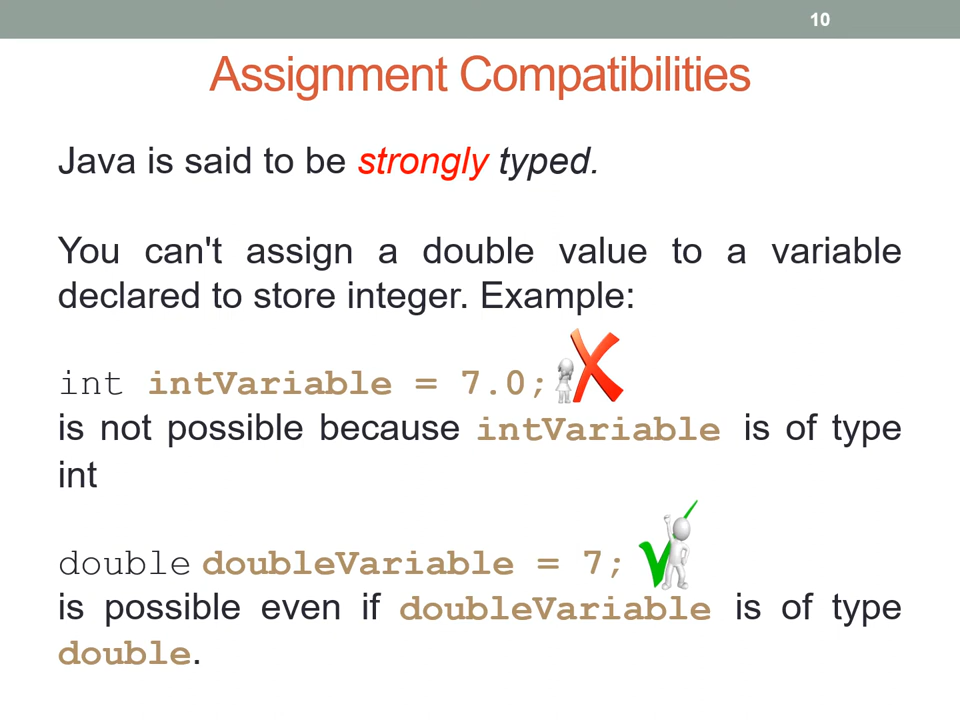 10
Assignment Compatibilities
Java is said to be strongly typed.
You can't assign a double value to a variable
declared to store integer. Example:
int intVariable = 7.0;
is not possible because intVariable is of type
int
double doubleVariable = 7;
is possible even if doubleVariable is of type
double.